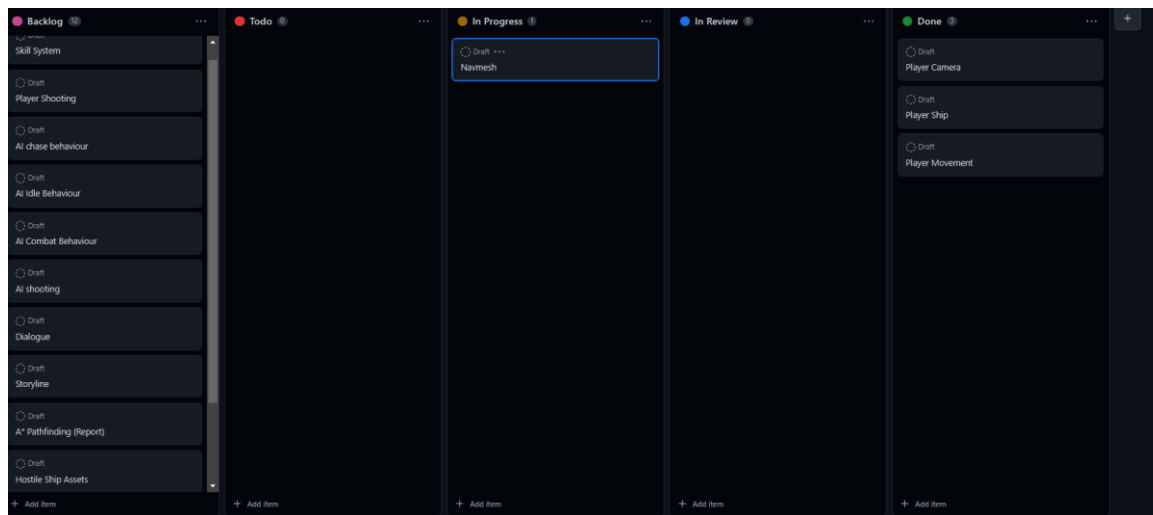 Backlog 12
Draft
Skill System
Draft
Player Shooting
Draft
AI chase behaviour
Draft
AI Idle Behaviour
Draft
AI Combat Behaviour
Draft
AI shooting
Draft
Dialogue
Draft
Storyline
Draft
A* Pathfinding (Report)
Draft
Hostile Ship Assets
+ Add item
Todo 0
+ Add item
In Progress 1
Draft
Navmesh
+ Add item
In Review 0
+ Add item
Done 3
Draft
Player Camera
Draft
Player Ship
Draft
Player Movement
+ Add item
+